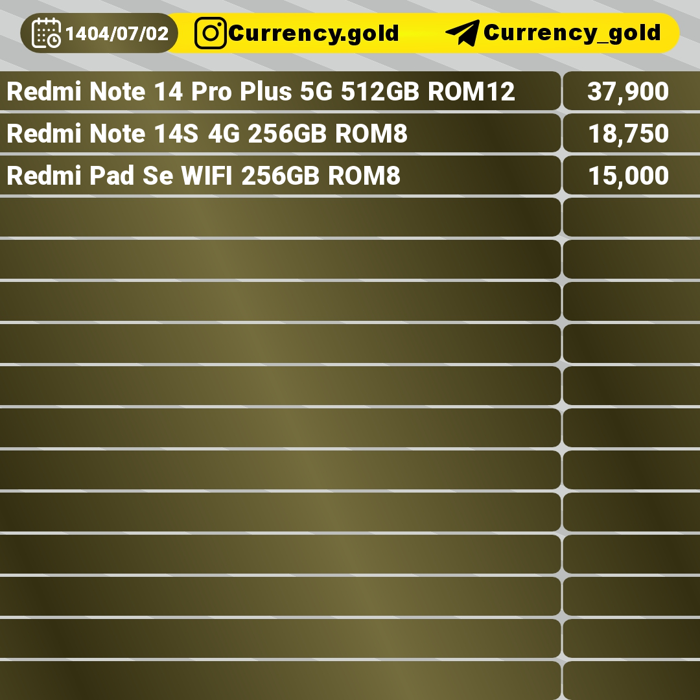 1404/07/02 Currency.gold Currency_gold
Redmi Note 14 Pro Plus 5G 512GB ROM12 37,900
Redmi Note 14S 4G 256GB ROM8 18,750
Redmi Pad Se WIFI 256GB ROM8 15,000